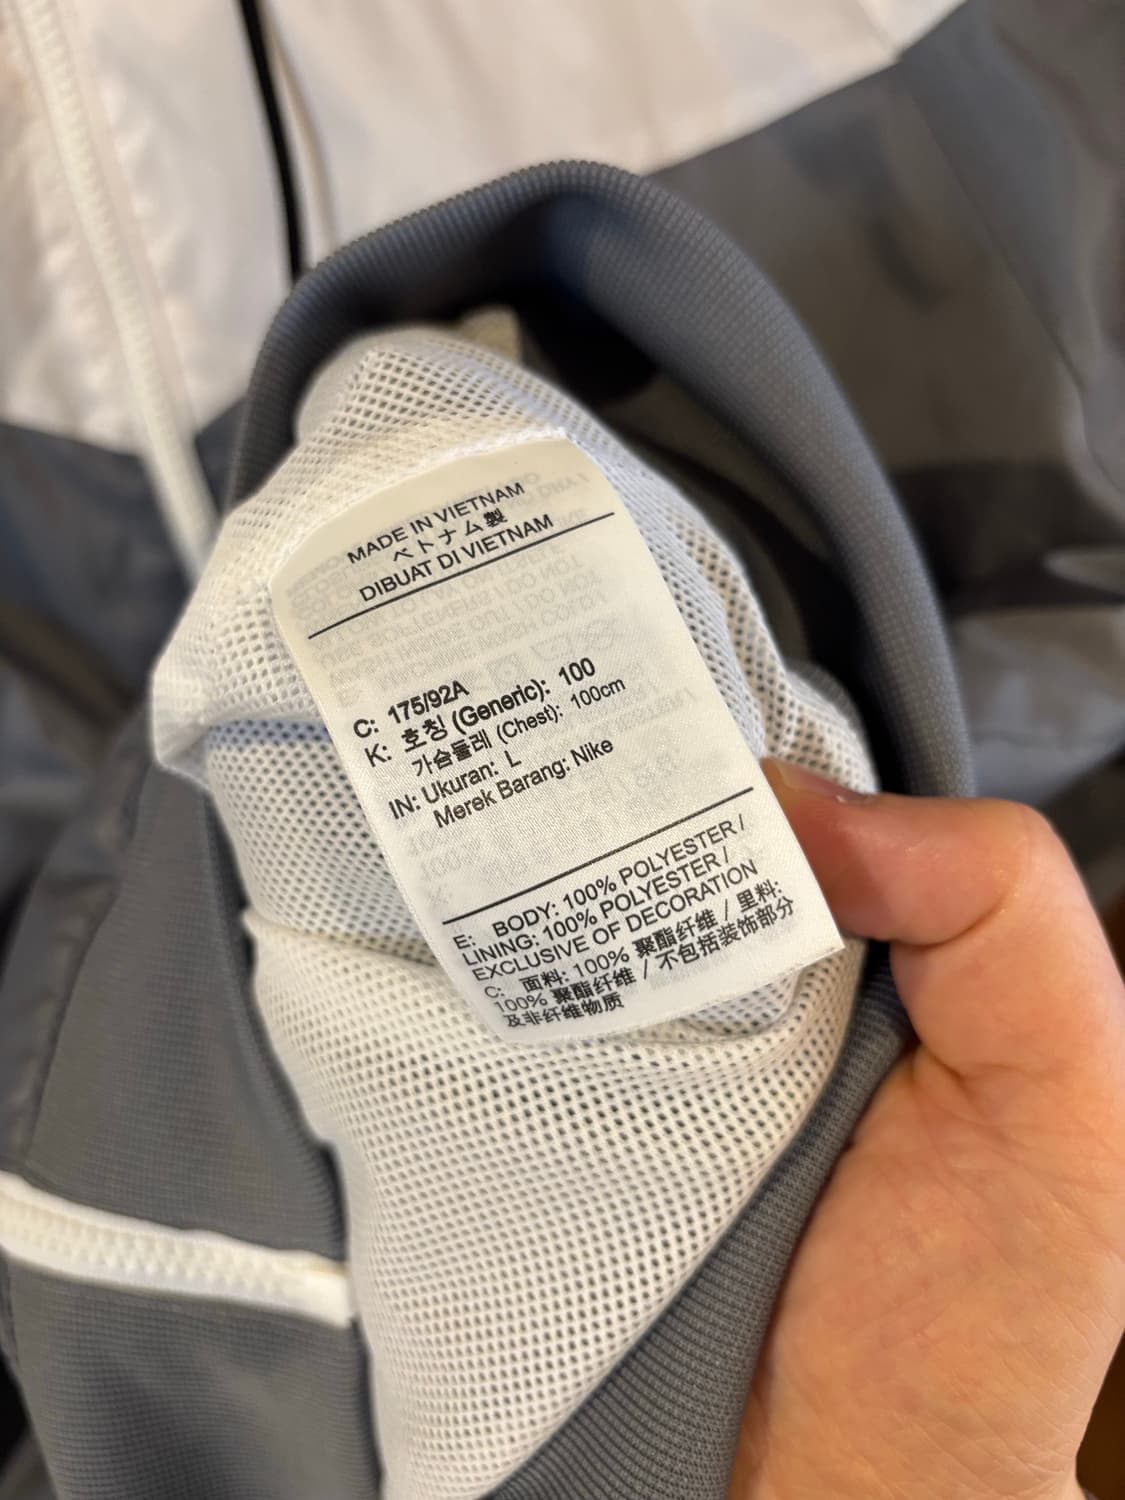 MADE IN VIETNAM
ベトナム製
DIBUAT DI VIETNAM
C: 175/92A
K: 호칭 (Generic): 100
가슴둘레 (Chest): 100cm
IN: Ukuran: L
Merek Barang: Nike
E: BODY: 100% POLYESTER /
LINING: 100% POLYESTER /
EXCLUSIVE OF DECORATION
C: 面料: 100% 聚酯纤维 / 里料:
100% 聚酯纤维 / 不包括装饰部分
及非纤维物质